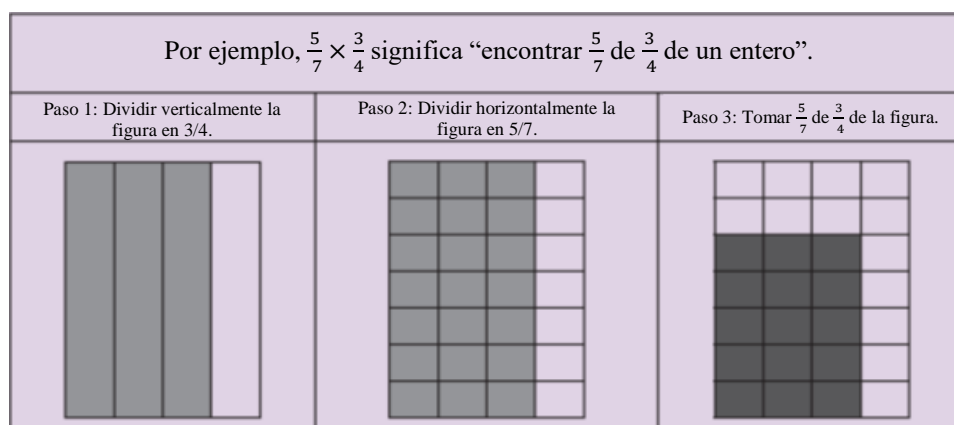 Por ejemplo, 5/7 × 3/4 significa “encontrar 5/7 de 3/4 de un entero”.
Paso 1: Dividir verticalmente la
figura en 3/4.
Paso 2: Dividir horizontalmente la
figura en 5/7.
Paso 3: Tomar 5/7 de 3/4 de la figura.